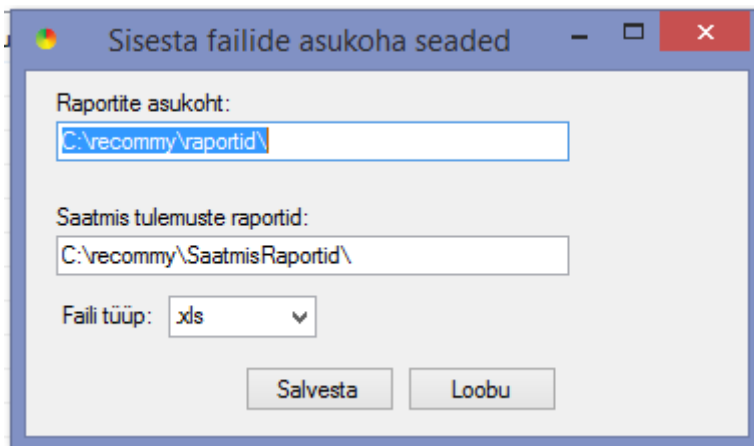 Sisesta failide asukoha seaded
Raportite asukoht:
C:\recommy\raportid\
Saatmis tulemuste raportid:
C:\recommy\SaatmisRaportid\
Faili tüüp: .xls
Salvesta Loobu